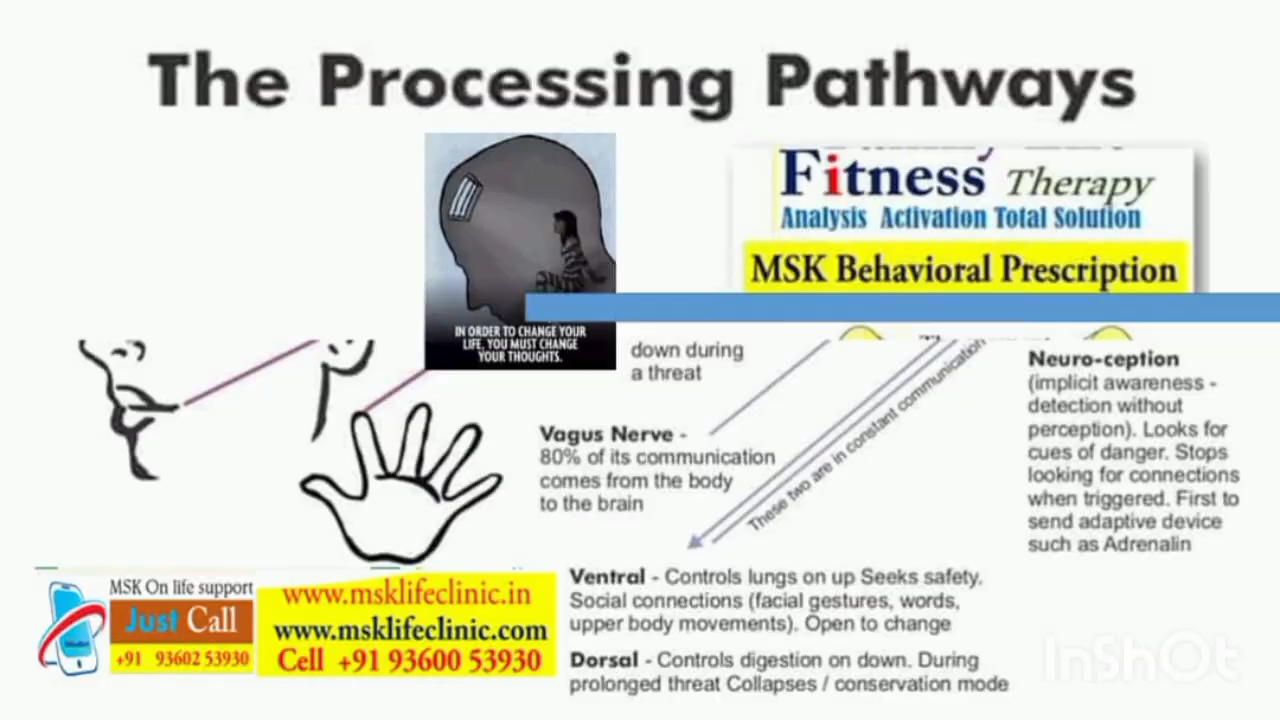 The Processing Pathways
Fitness Therapy
Analysis Activation Total Solution
MSK Behavioral Prescription
IN ORDER TO CHANGE YOUR
LIFE, YOU MUST CHANGE
YOUR THOUGHTS.
down during
a threat
Vagus Nerve -
80% of its communication
comes from the body
to the brain
These two are in constant communication
Neuro-ception
(implicit awareness -
detection without
perception). Looks for
cues of danger. Stops
looking for connections
when triggered. First to
send adaptive device
such as Adrenalin
Ventral - Controls lungs on up Seeks safety.
Social connections (facial gestures, words,
upper body movements). Open to change
Dorsal - Controls digestion on down. During
prolonged threat Collapses / conservation mode
MSK On life support
Just Call
+91 93602 53930
www.msklifeclinic.in
www.msklifeclinic.com
Cell +91 93600 53930
InShOt